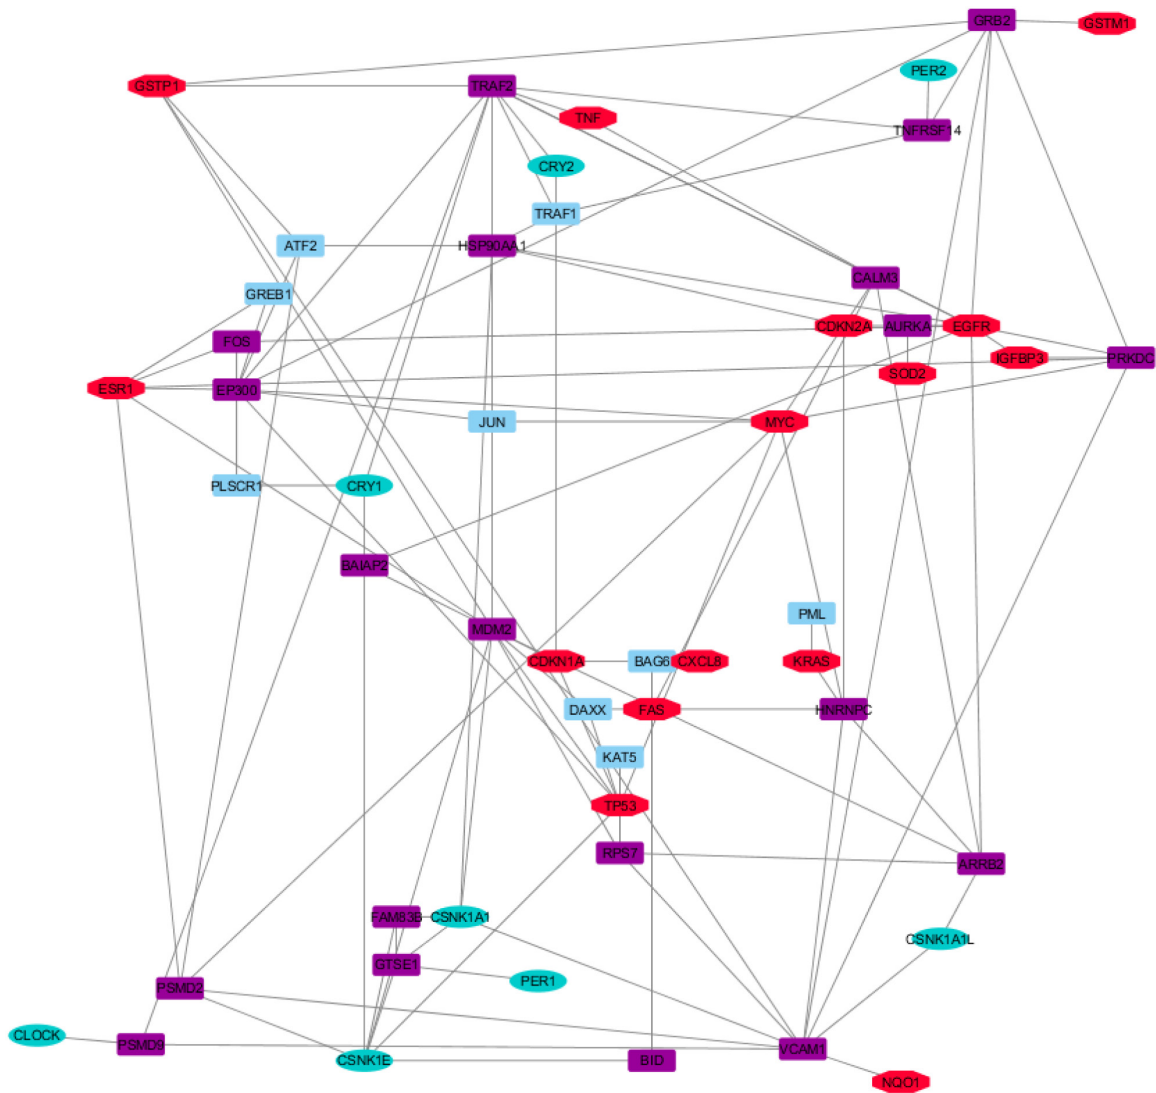 GRB2
GSTM1
PER2
GSTP1
TRAF2
TNF
TNFRSF14
CRY2
TRAF1
ATF2
HSP90AA1
CALM3
GREB1
CDKN2A
AURKA
EGFR
FOS
IGFBP3
PRKDC
SOD2
ESR1
EP300
JUN
MYC
PLSCR1
CRY1
BAIAP2
PML
MDM2
CDKN1A
BAG6
CXCL8
KRAS
DAXX
FAS
HNRNPC
KAT5
TP53
RPS7
ARRB2
FAM83B
CSNK1A1
CSNK1A1L
GTSE1
PER1
PSMD2
CLOCK
PSMD9
CSNK1E
BID
VCAM1
NQO1